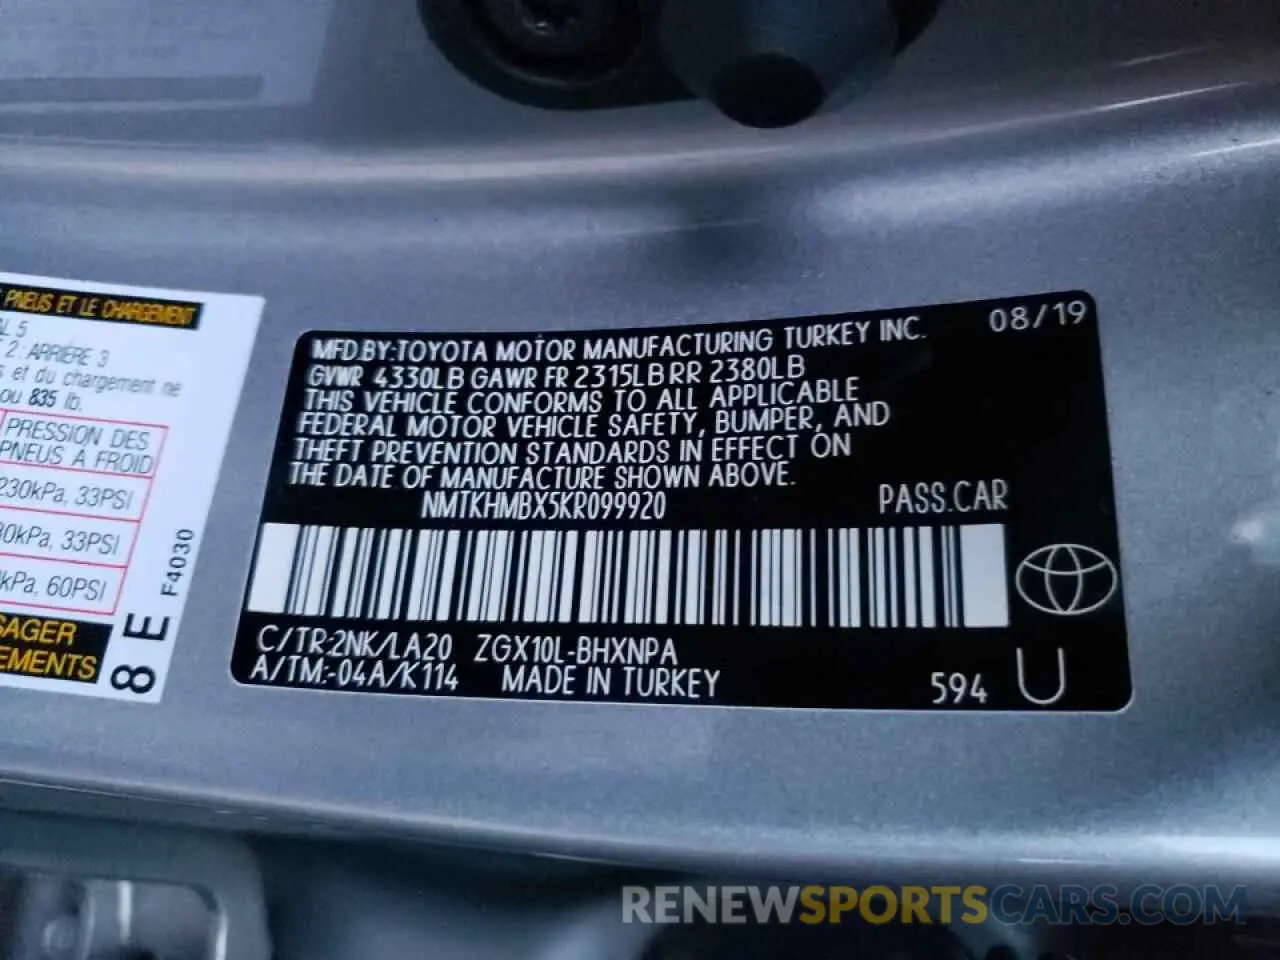 PNEUS ET LE CHARGEMENT
AL 5
2 ARRIÈRE 3
s et du chargement ne
ou 835 lb.
PRESSION DES
PNEUS À FROID
230kPa, 33PSI
30kPa, 33PSI
kPa, 60PSI
SAGER
EMENTS
8 E
F4030
08/19
MFD.BY:TOYOTA MOTOR MANUFACTURING TURKEY INC.
GVWR 4330LB GAWR FR 2315LB RR 2380LB
THIS VEHICLE CONFORMS TO ALL APPLICABLE
FEDERAL MOTOR VEHICLE SAFETY, BUMPER, AND
THEFT PREVENTION STANDARDS IN EFFECT ON
THE DATE OF MANUFACTURE SHOWN ABOVE.
NMTKHMBX5KR099920 PASS.CAR
C/TR:2NK/LA20 ZGX10L-BHXNPA
A/TM:-04A/K114 MADE IN TURKEY
594 U
RENEWSPORTSCARS.COM